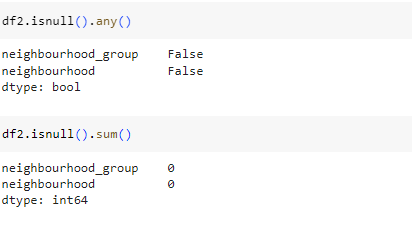 df2.isnull().any()
neighbourhood_group    False
neighbourhood          False
dtype: bool
df2.isnull().sum()
neighbourhood_group    0
neighbourhood          0
dtype: int64